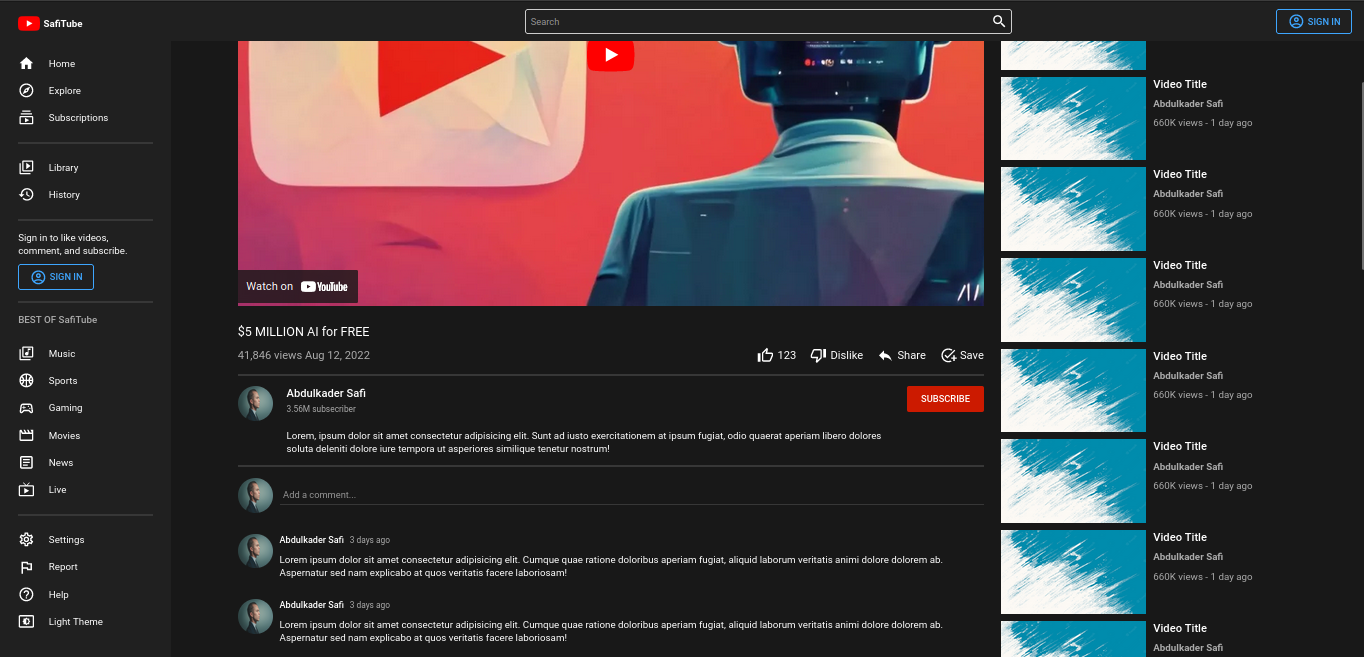 SafiTube
Search
SIGN IN
Home
Explore
Subscriptions
Library
History
Sign in to like videos,
comment, and subscribe.
SIGN IN
BEST OF SafiTube
Music
Sports
Gaming
Movies
News
Live
Settings
Report
Help
Light Theme
Watch on YouTube
$5 MILLION AI for FREE
41,846 views Aug 12, 2022
123
Dislike
Share
Save
Abdulkader Safi
3.56M subsecriber
SUBSCRIBE
Lorem, ipsum dolor sit amet consectetur adipisicing elit. Sunt ad iusto exercitationem at ipsum fugiat, odio quaerat aperiam libero dolores
soluta deleniti dolore iure tempora ut asperiores similique tenetur nostrum!
Add a comment...
Abdulkader Safi 3 days ago
Lorem ipsum dolor sit amet consectetur adipisicing elit. Cumque quae ratione doloribus aperiam fugiat, aliquid laborum veritatis animi dolore dolorem ab.
Aspernatur sed nam explicabo at quos veritatis facere laboriosam!
Abdulkader Safi 3 days ago
Lorem ipsum dolor sit amet consectetur adipisicing elit. Cumque quae ratione doloribus aperiam fugiat, aliquid laborum veritatis animi dolore dolorem ab.
Aspernatur sed nam explicabo at quos veritatis facere laboriosam!
Video Title
Abdulkader Safi
660K views - 1 day ago
Video Title
Abdulkader Safi
660K views - 1 day ago
Video Title
Abdulkader Safi
660K views - 1 day ago
Video Title
Abdulkader Safi
660K views - 1 day ago
Video Title
Abdulkader Safi
660K views - 1 day ago
Video Title
Abdulkader Safi
660K views - 1 day ago
Video Title
Abdulkader Safi